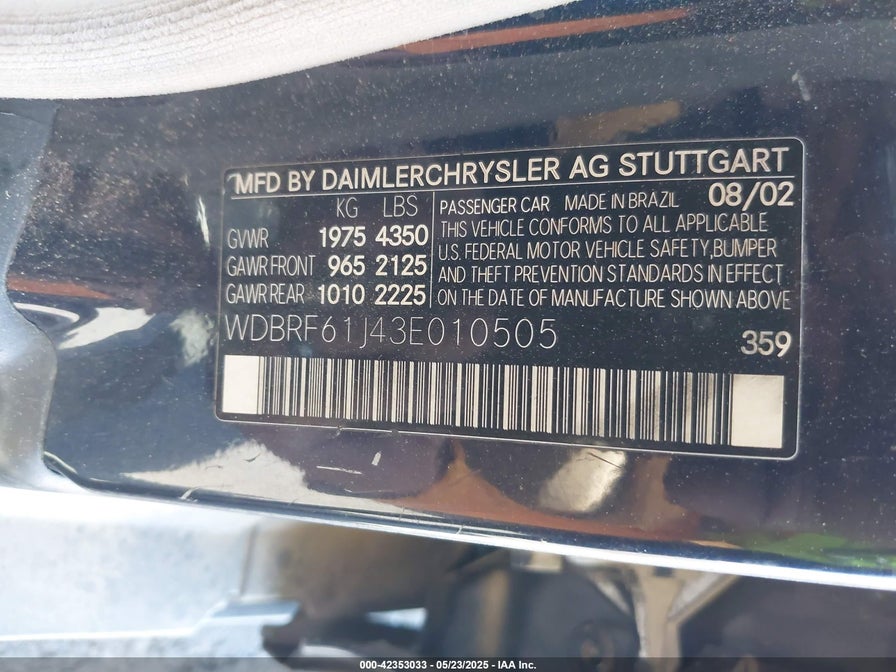 MFD BY DAIMLERCHRYSLER AG STUTTGART
KG LBS
GVWR 1975 4350
GAWR FRONT 965 2125
GAWR REAR 1010 2225
PASSENGER CAR MADE IN BRAZIL 08/02
THIS VEHICLE CONFORMS TO ALL APPLICABLE
U.S. FEDERAL MOTOR VEHICLE SAFETY,BUMPER
AND THEFT PREVENTION STANDARDS IN EFFECT
ON THE DATE OF MANUFACTURE SHOWN ABOVE
WDBRF61J43E010505
359
000-42353033 - 05/23/2025 - IAA Inc.